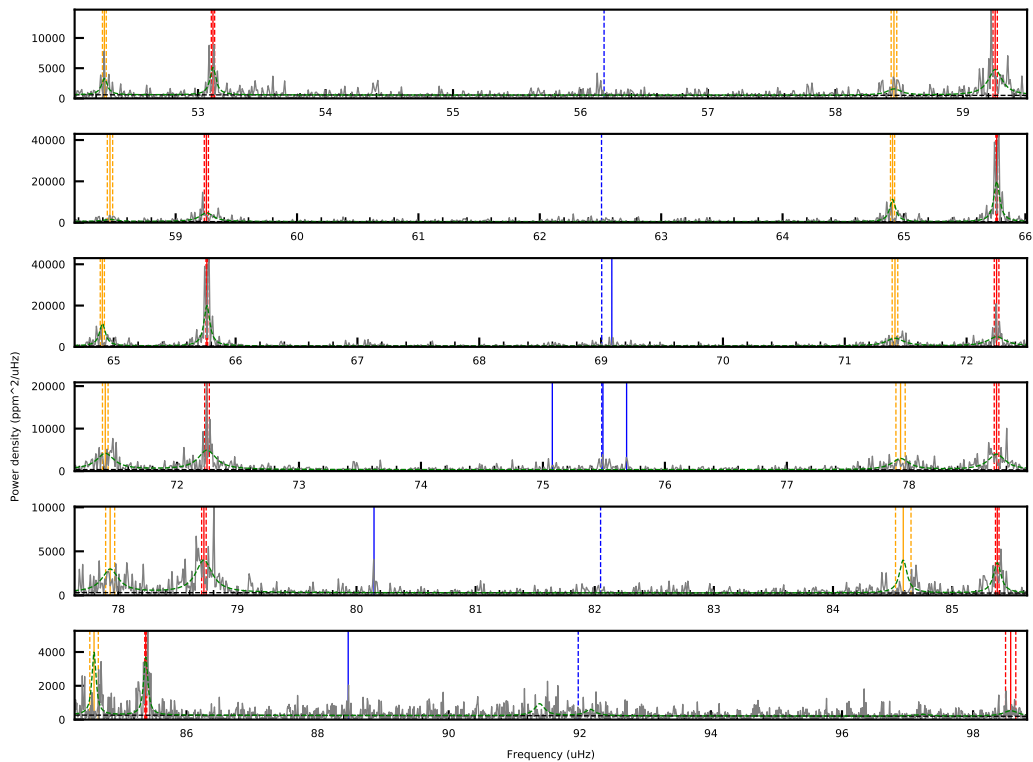 10000
5000
0
53 54 55 56 57 58 59
40000
20000
0
59 60 61 62 63 64 65 66
40000
20000
0
65 66 67 68 69 70 71 72
20000
10000
0
72 73 74 75 76 77 78
10000
5000
0
78 79 80 81 82 83 84 85
4000
2000
0
86 88 90 92 94 96 98
Power density (ppm^2/uHz)
Frequency (uHz)